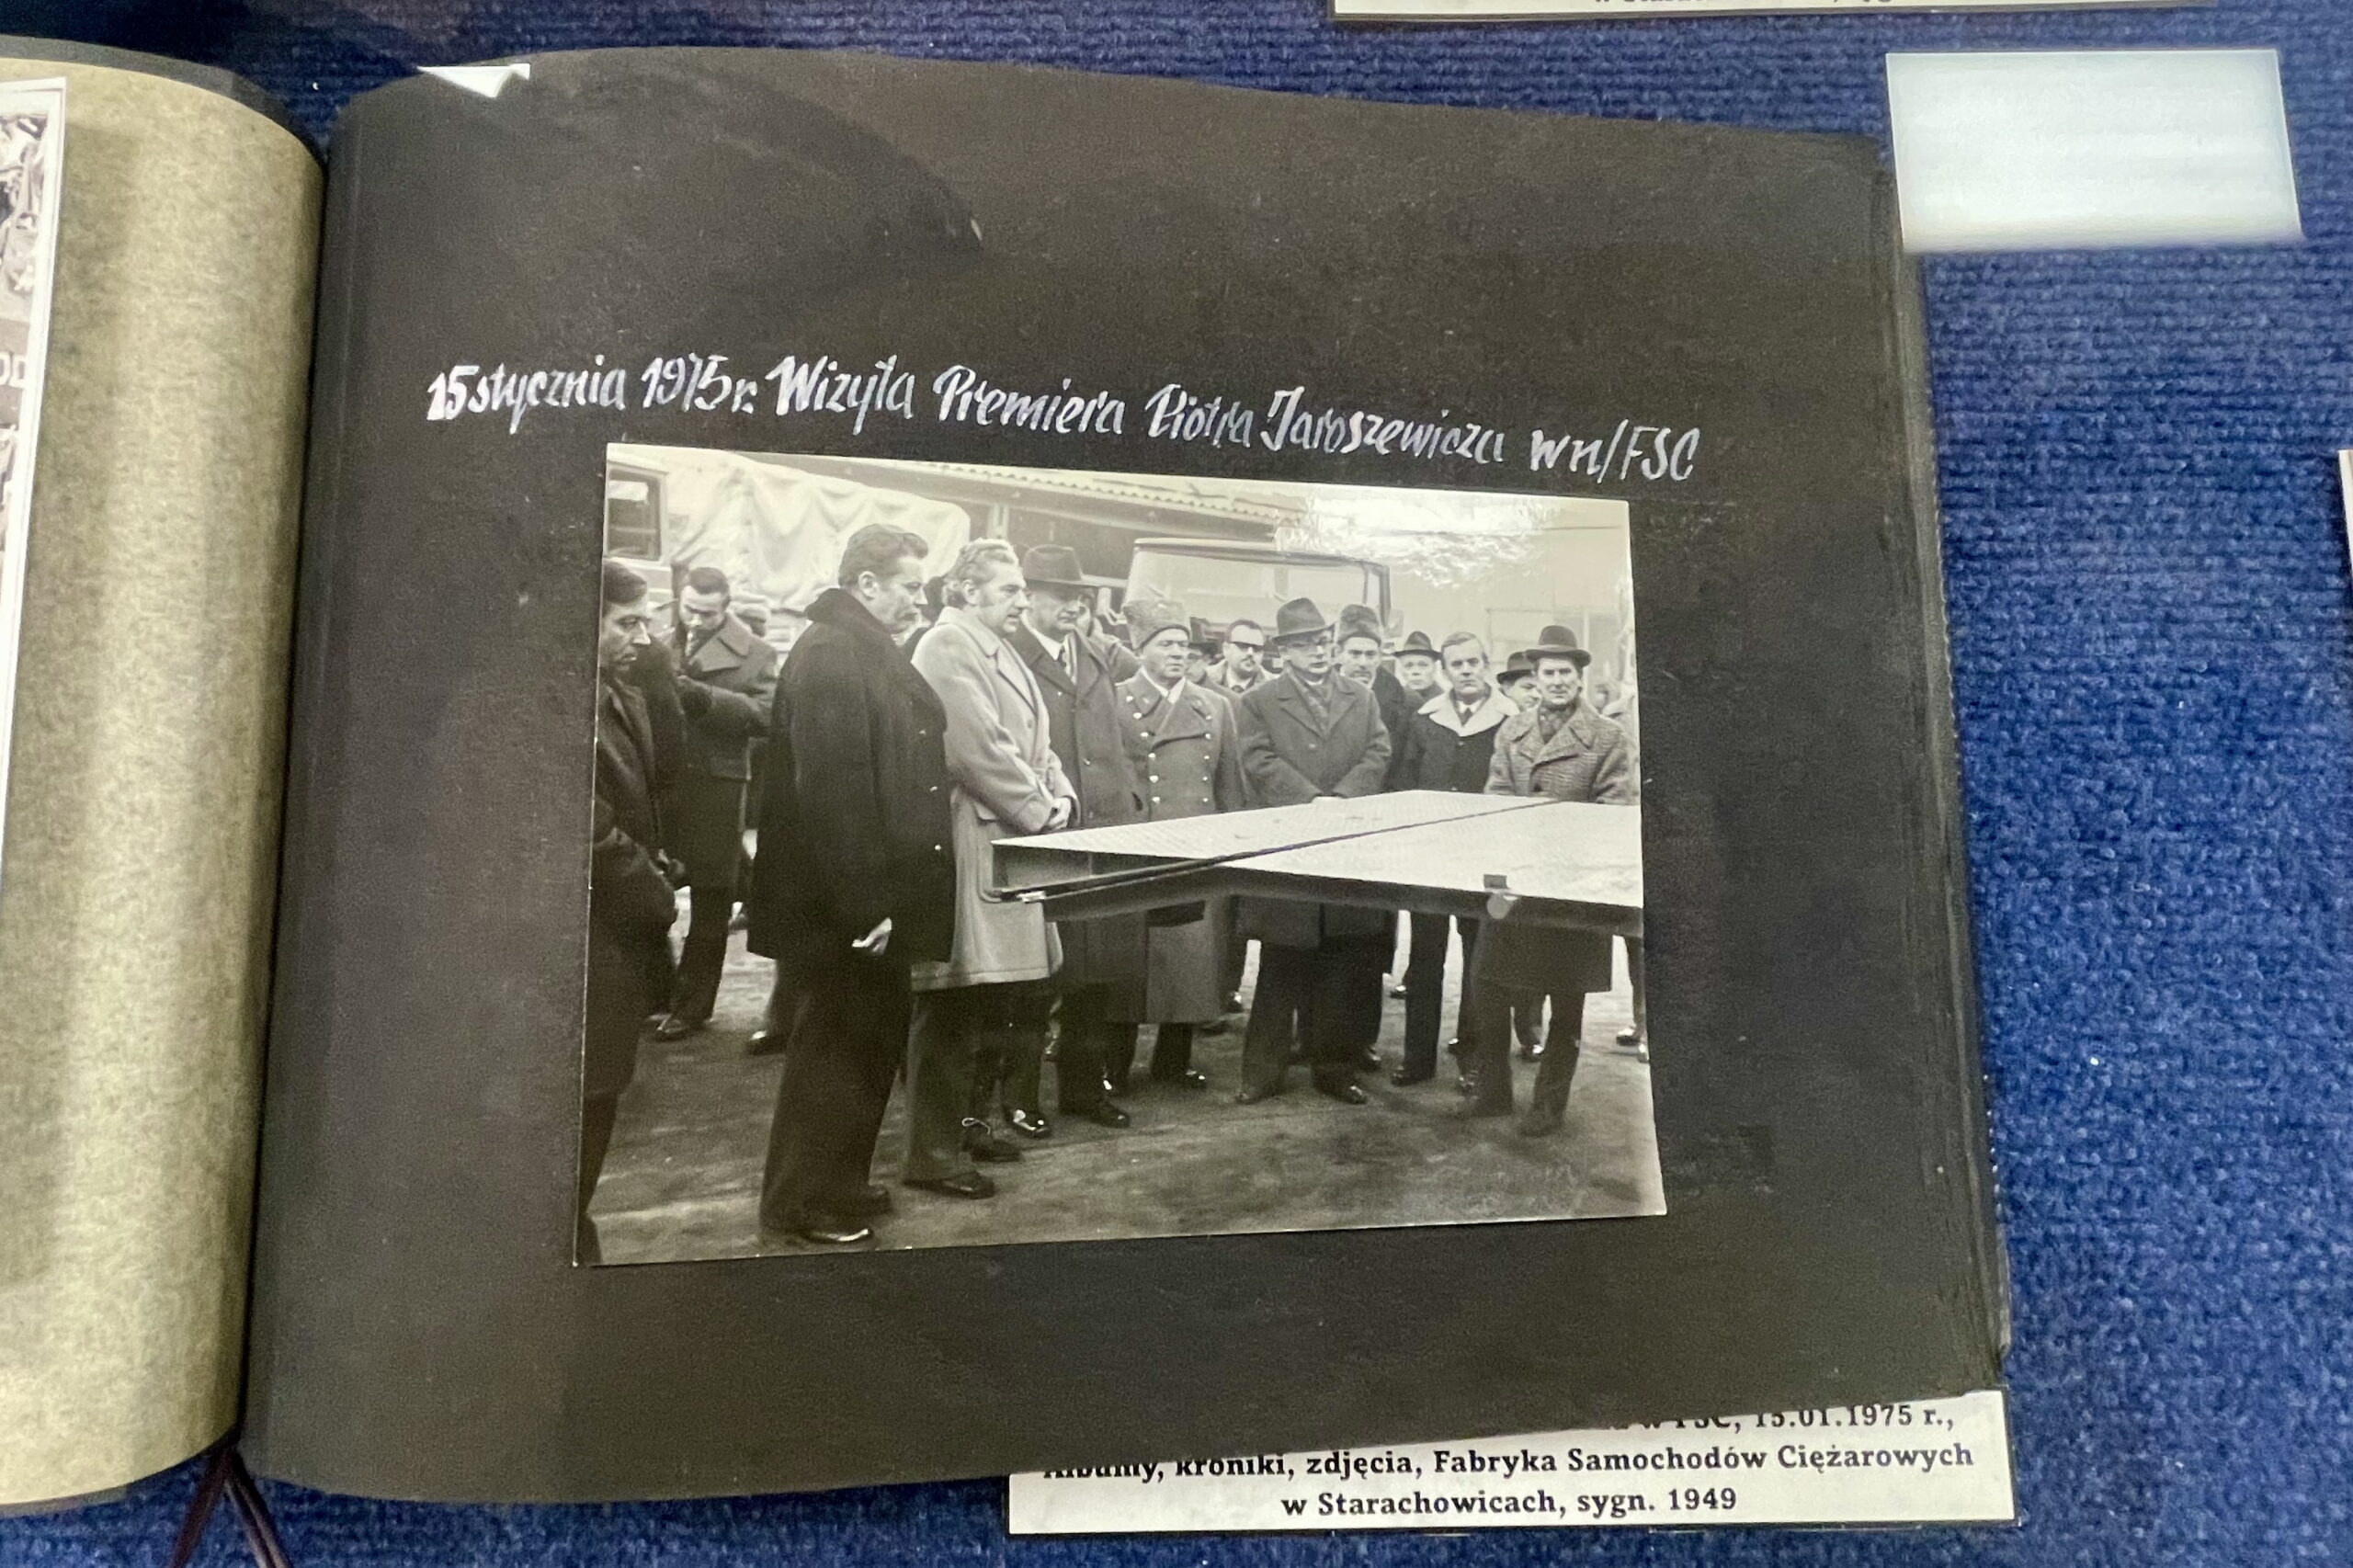 15 stycznia 1975 r. Wizyta Premiera Piotra Jaroszewicza w n/FSC
w FSC, 15.01.1975 r.,
Albumy, kroniki, zdjęcia, Fabryka Samochodów Ciężarowych
w Starachowicach, sygn. 1949